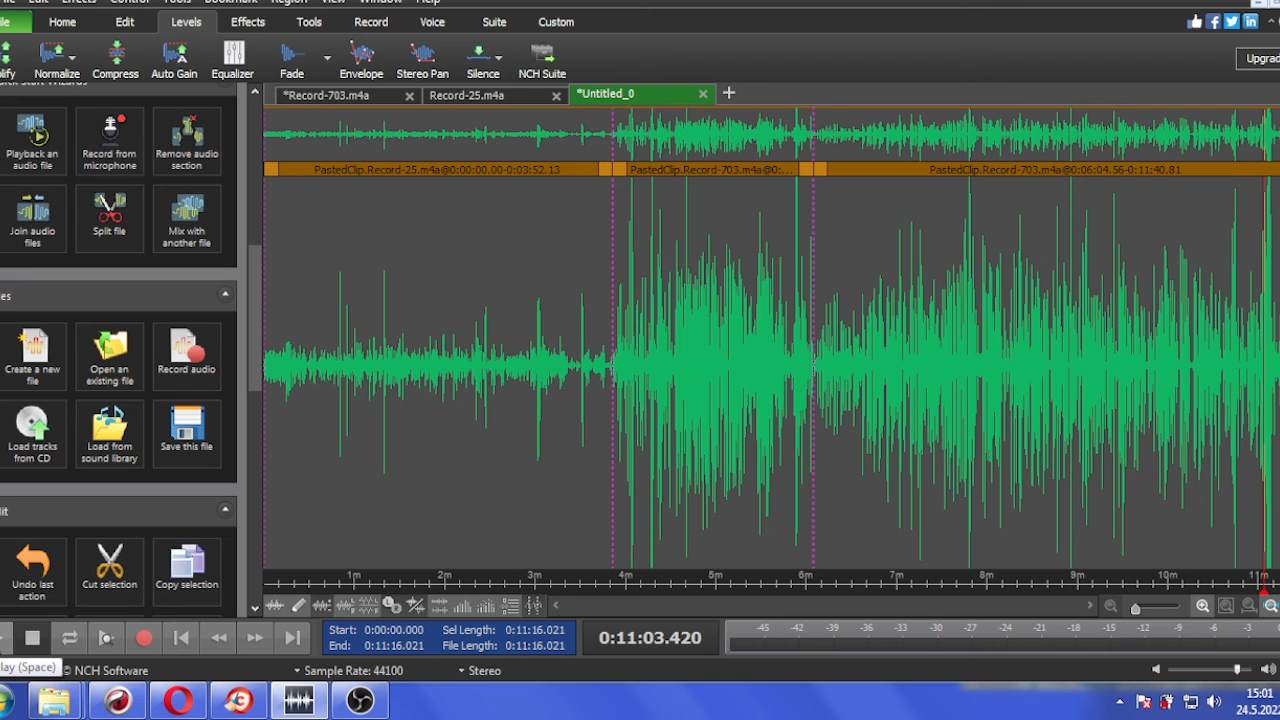 Edit Effects Control Tools Bookmark Region View Window Help
Home Edit Levels Effects Tools Record Voice Suite Custom
Normalize Compress Auto Gain Equalizer Fade Envelope Stereo Pan Silence NCH Suite
Upgrad
*Record-703.m4a Record-25.m4a *Untitled_0
Playback an audio file
Record from microphone
Remove audio section
Join audio files
Split file
Mix with another file
Create a new file
Open an existing file
Record audio
Load tracks from CD
Load from sound library
Save this file
Undo last action
Cut selection
Copy selection
PastedClip.Record-25.m4a@0:00:00.00-0:03:52.13
PastedClip.Record-703.m4a@0:...
PastedClip.Record-703.m4a@0:06:04.56-0:11:40.81
1m 2m 3m 4m 5m 6m 7m 8m 9m 10m 11m
Start: 0:00:00.000 Sel Length: 0:11:16.021
End: 0:11:16.021 File Length: 0:11:16.021
0:11:03.420
-45 -42 -39 -36 -33 -30 -27 -24 -21 -18 -15 -12 -9 -6 -3
lay (Space)
© NCH Software
Sample Rate: 44100
Stereo
15:01
24.5.202